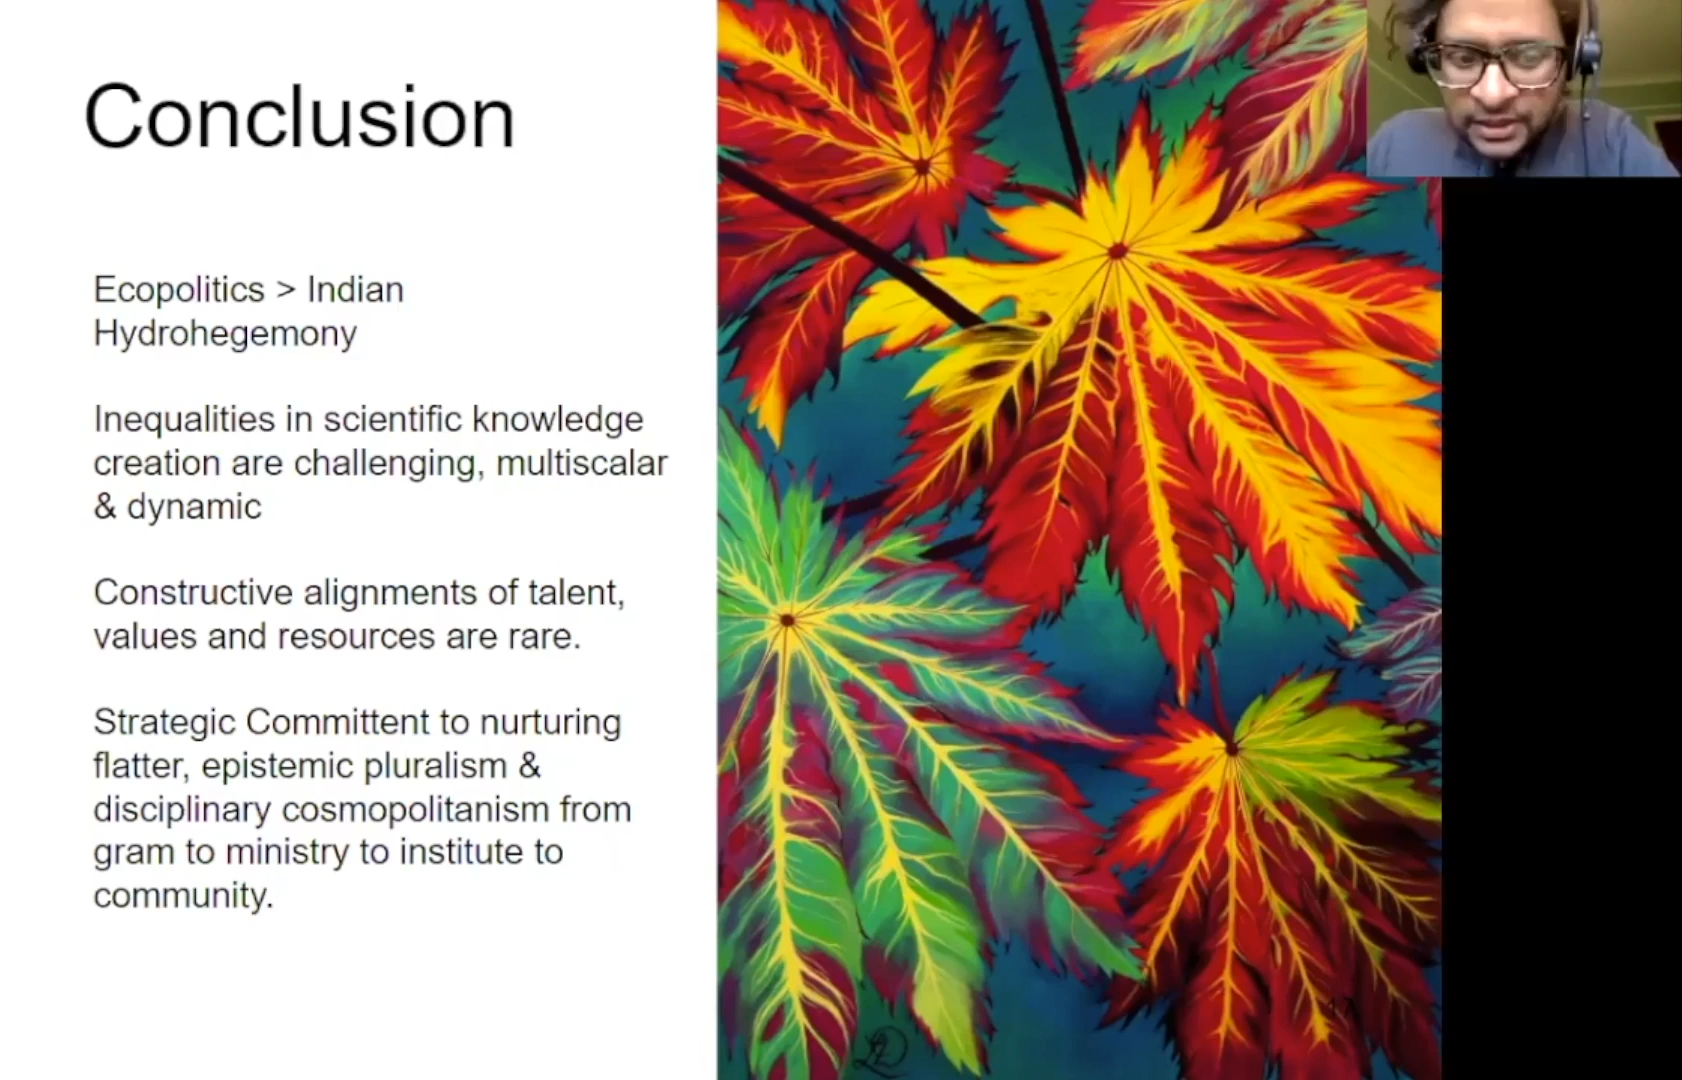 Conclusion
Ecopolitics > Indian
Hydrohegemony
Inequalities in scientific knowledge
creation are challenging, multiscalar
& dynamic
Constructive alignments of talent,
values and resources are rare.
Strategic Committent to nurturing
flatter, epistemic pluralism &
disciplinary cosmopolitanism from
gram to ministry to institute to
community.